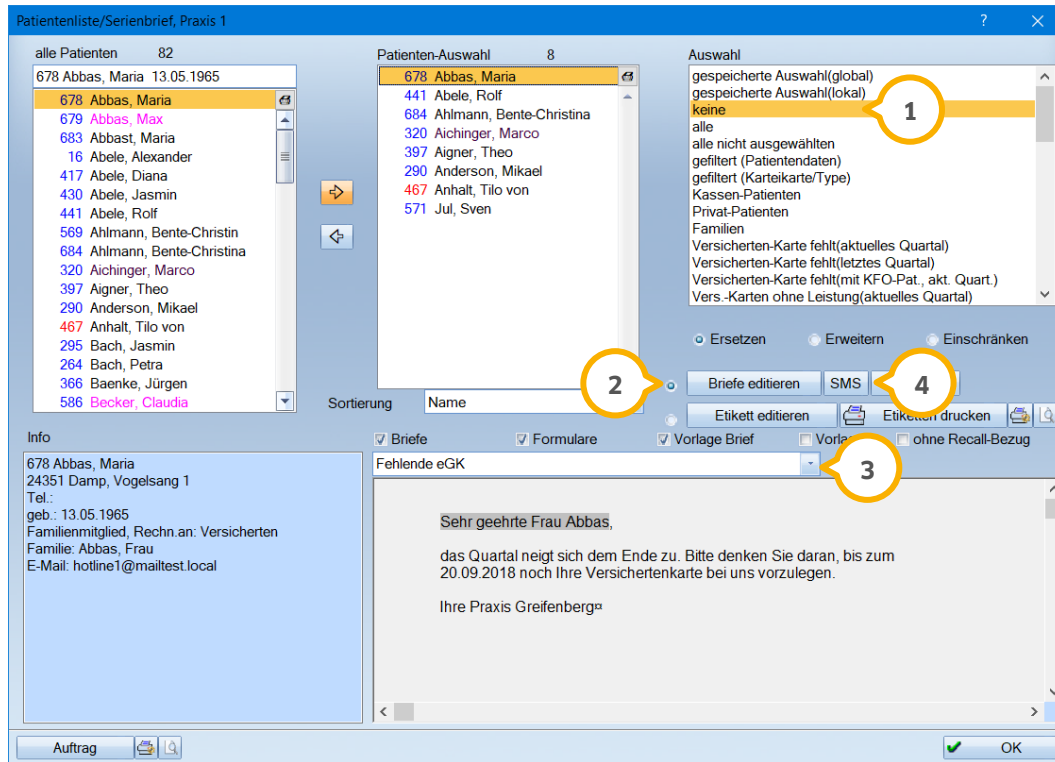 Patientenliste/Serienbrief, Praxis 1
alle Patienten 82
678 Abbas, Maria 13.05.1965
678 Abbas, Maria
679 Abbas, Max
683 Abbast, Maria
16 Abele, Alexander
417 Abele, Diana
430 Abele, Jasmin
441 Abele, Rolf
569 Ahlmann, Bente-Christin
684 Ahlmann, Bente-Christina
320 Aichinger, Marco
397 Aigner, Theo
290 Anderson, Mikael
467 Anhalt, Tilo von
295 Bach, Jasmin
264 Bach, Petra
366 Baenke, Jürgen
586 Becker, Claudia
Patienten-Auswahl 8
678 Abbas, Maria
441 Abele, Rolf
684 Ahlmann, Bente-Christina
320 Aichinger, Marco
397 Aigner, Theo
290 Anderson, Mikael
467 Anhalt, Tilo von
571 Jul, Sven
Sortierung Name
Auswahl
gespeicherte Auswahl(global)
gespeicherte Auswahl(lokal)
keine
alle
alle nicht ausgewählten
gefiltert (Patientendaten)
gefiltert (Karteikarte/Type)
Kassen-Patienten
Privat-Patienten
Familien
Versicherten-Karte fehlt(aktuelles Quartal)
Versicherten-Karte fehlt(letztes Quartal)
Versicherten-Karte fehlt(mit KFO-Pat., akt. Quart.)
Vers.-Karten ohne Leistung(aktuelles Quartal)
1
Ersetzen Erweitern Einschränken
2
Briefe editieren SMS
4
Etikett editieren Etiketten drucken
Info
678 Abbas, Maria
24351 Damp, Vogelsang 1
Tel.:
geb.: 13.05.1965
Familienmitglied, Rechn.an: Versicherten
Familie: Abbas, Frau
E-Mail: hotline1@mailtest.local
Briefe Formulare Vorlage Brief ohne Recall-Bezug
Fehlende eGK
3
Sehr geehrte Frau Abbas,
das Quartal neigt sich dem Ende zu. Bitte denken Sie daran, bis zum
20.09.2018 noch Ihre Versichertenkarte bei uns vorzulegen.
Ihre Praxis Greifenberg¤
Auftrag
OK